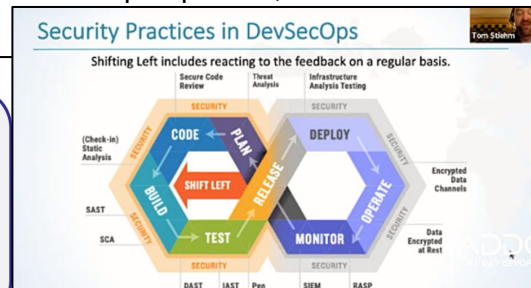 Security Practices in DevSecOps
Tom Stiehm
Shifting Left includes reacting to the feedback on a regular basis.
Secure Code
Review
Threat
Analysis
Infrastructure
Analysis Testing
SECURITY
SECURITY
(Check-in)
Static
Analysis
SECURITY
CODE
PLAN
DEPLOY
SECURITY
SHIFT LEFT
RELEASE
BUILD
OPERATE
Encrypted
Data
Channels
SAST
SCA
SECURITY
TEST
MONITOR
SECURITY
Data
Encrypted
at Rest
SECURITY
SECURITY
DAST
IAST
Pen
SIEM
RASP